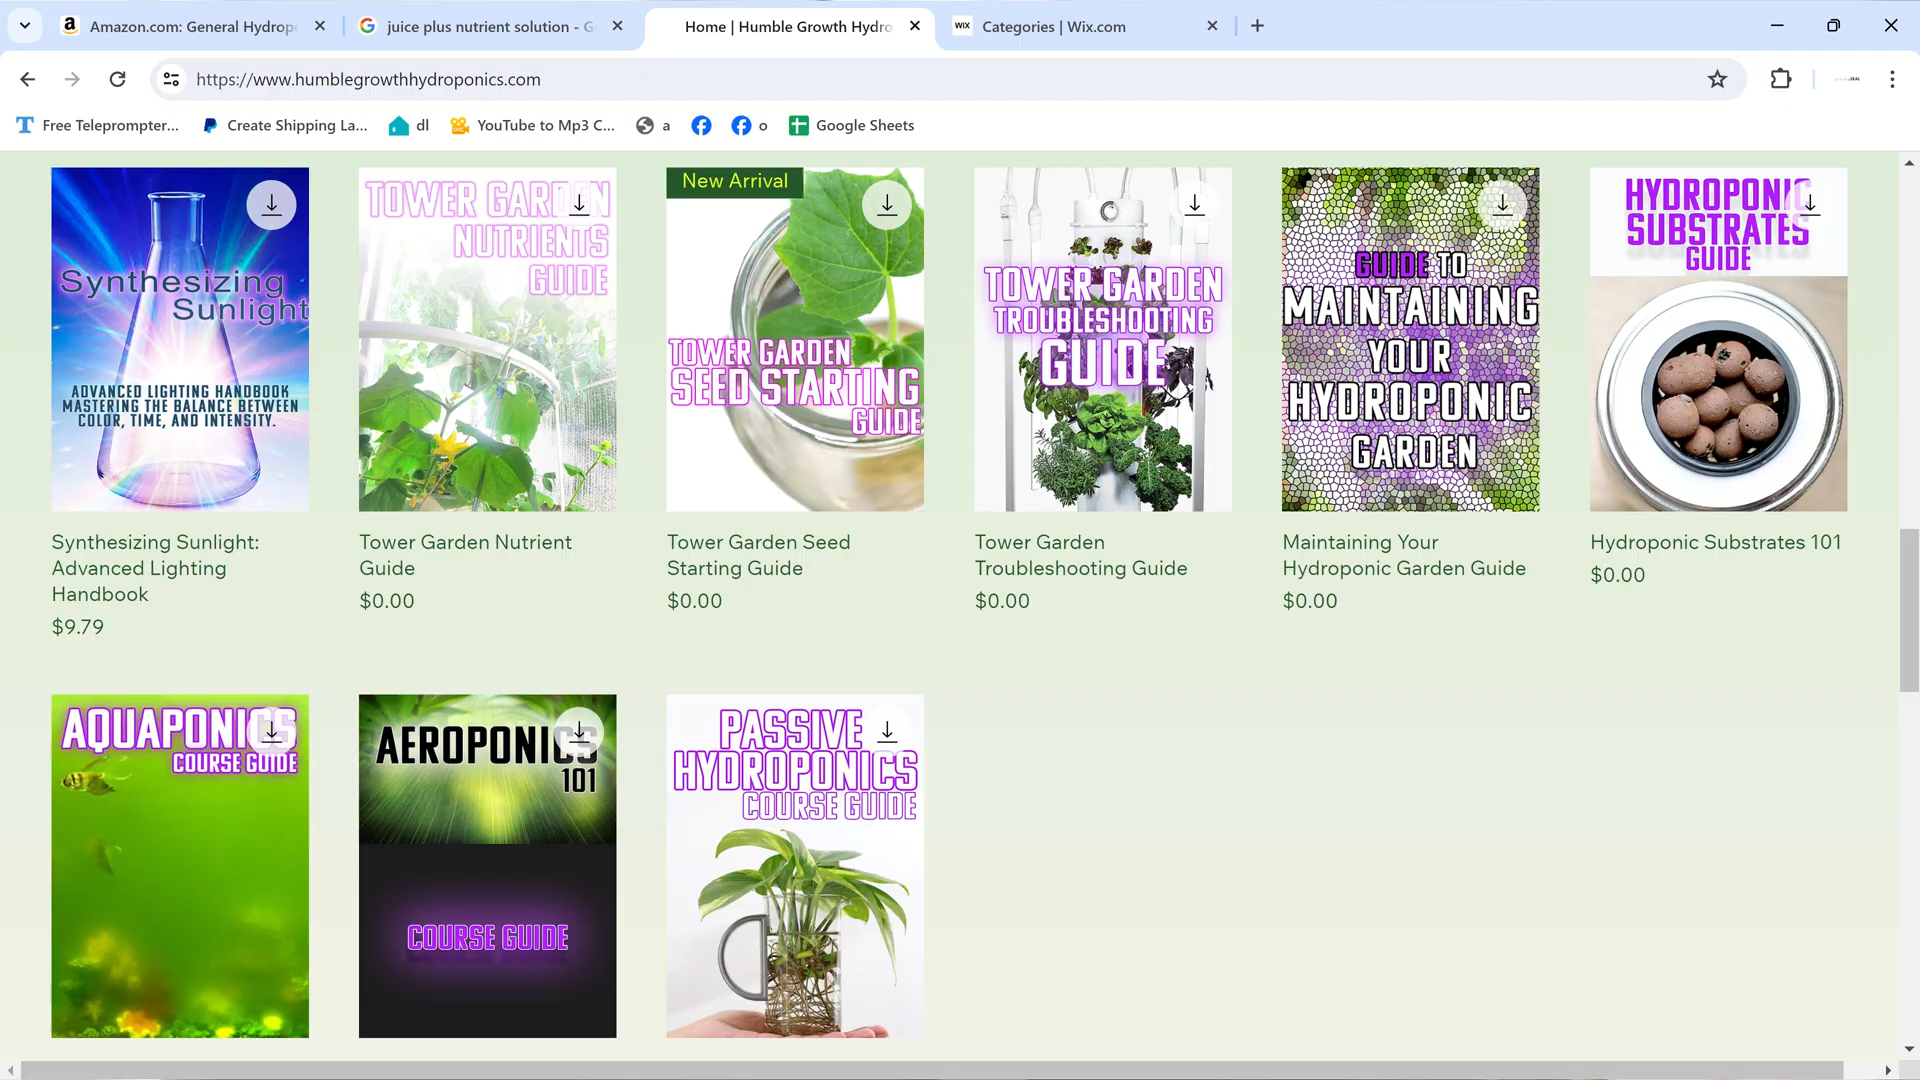 Amazon.com: General Hydrop
juice plus nutrient solution - G
Home | Humble Growth Hydro
WIX
Categories | Wix.com
https://www.humblegrowthhydroponics.com
Free Teleprompter...
Create Shipping La...
dl
YouTube to Mp3 C...
a
o
Google Sheets
Synthesizing
Sunlight
ADVANCED LIGHTING HANDBOOK
MASTERING THE BALANCE BETWEEN
COLOR, TIME, AND INTENSITY.
TOWER GARDEN
NUTRIENTS
GUIDE
New Arrival
TOWER GARDEN
SEED STARTING
GUIDE
TOWER GARDEN
TROUBLESHOOTING
GUIDE
GUIDE TO
MAINTAINING
YOUR
HYDROPONIC
GARDEN
HYDROPONIC
SUBSTRATES
GUIDE
Synthesizing Sunlight:
Advanced Lighting
Handbook
$9.79
Tower Garden Nutrient
Guide
$0.00
Tower Garden Seed
Starting Guide
$0.00
Tower Garden
Troubleshooting Guide
$0.00
Maintaining Your
Hydroponic Garden Guide
$0.00
Hydroponic Substrates 101
$0.00
AQUAPONICS
COURSE GUIDE
AEROPONICS
101
COURSE GUIDE
PASSIVE
HYDROPONICS
COURSE GUIDE